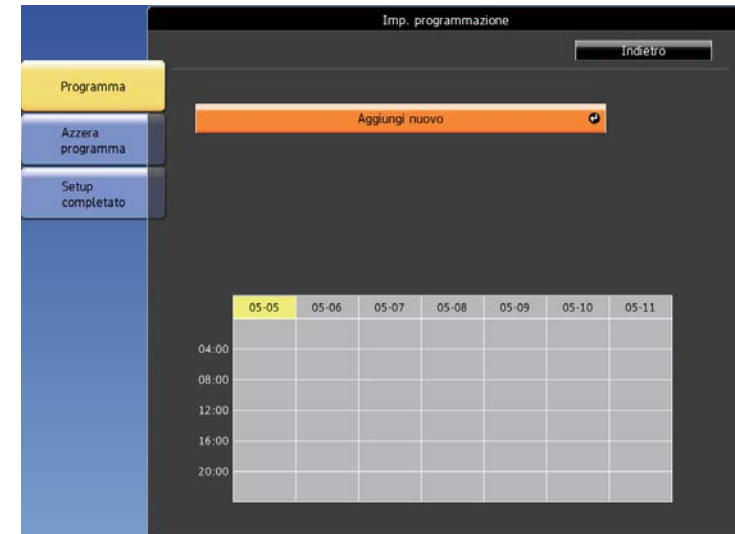 Imp. programmazione
Indietro
Programma
Aggiungi nuovo
Azzera
programma
Setup
completato
05-05 05-06 05-07 05-08 05-09 05-10 05-11
04:00
08:00
12:00
16:00
20:00